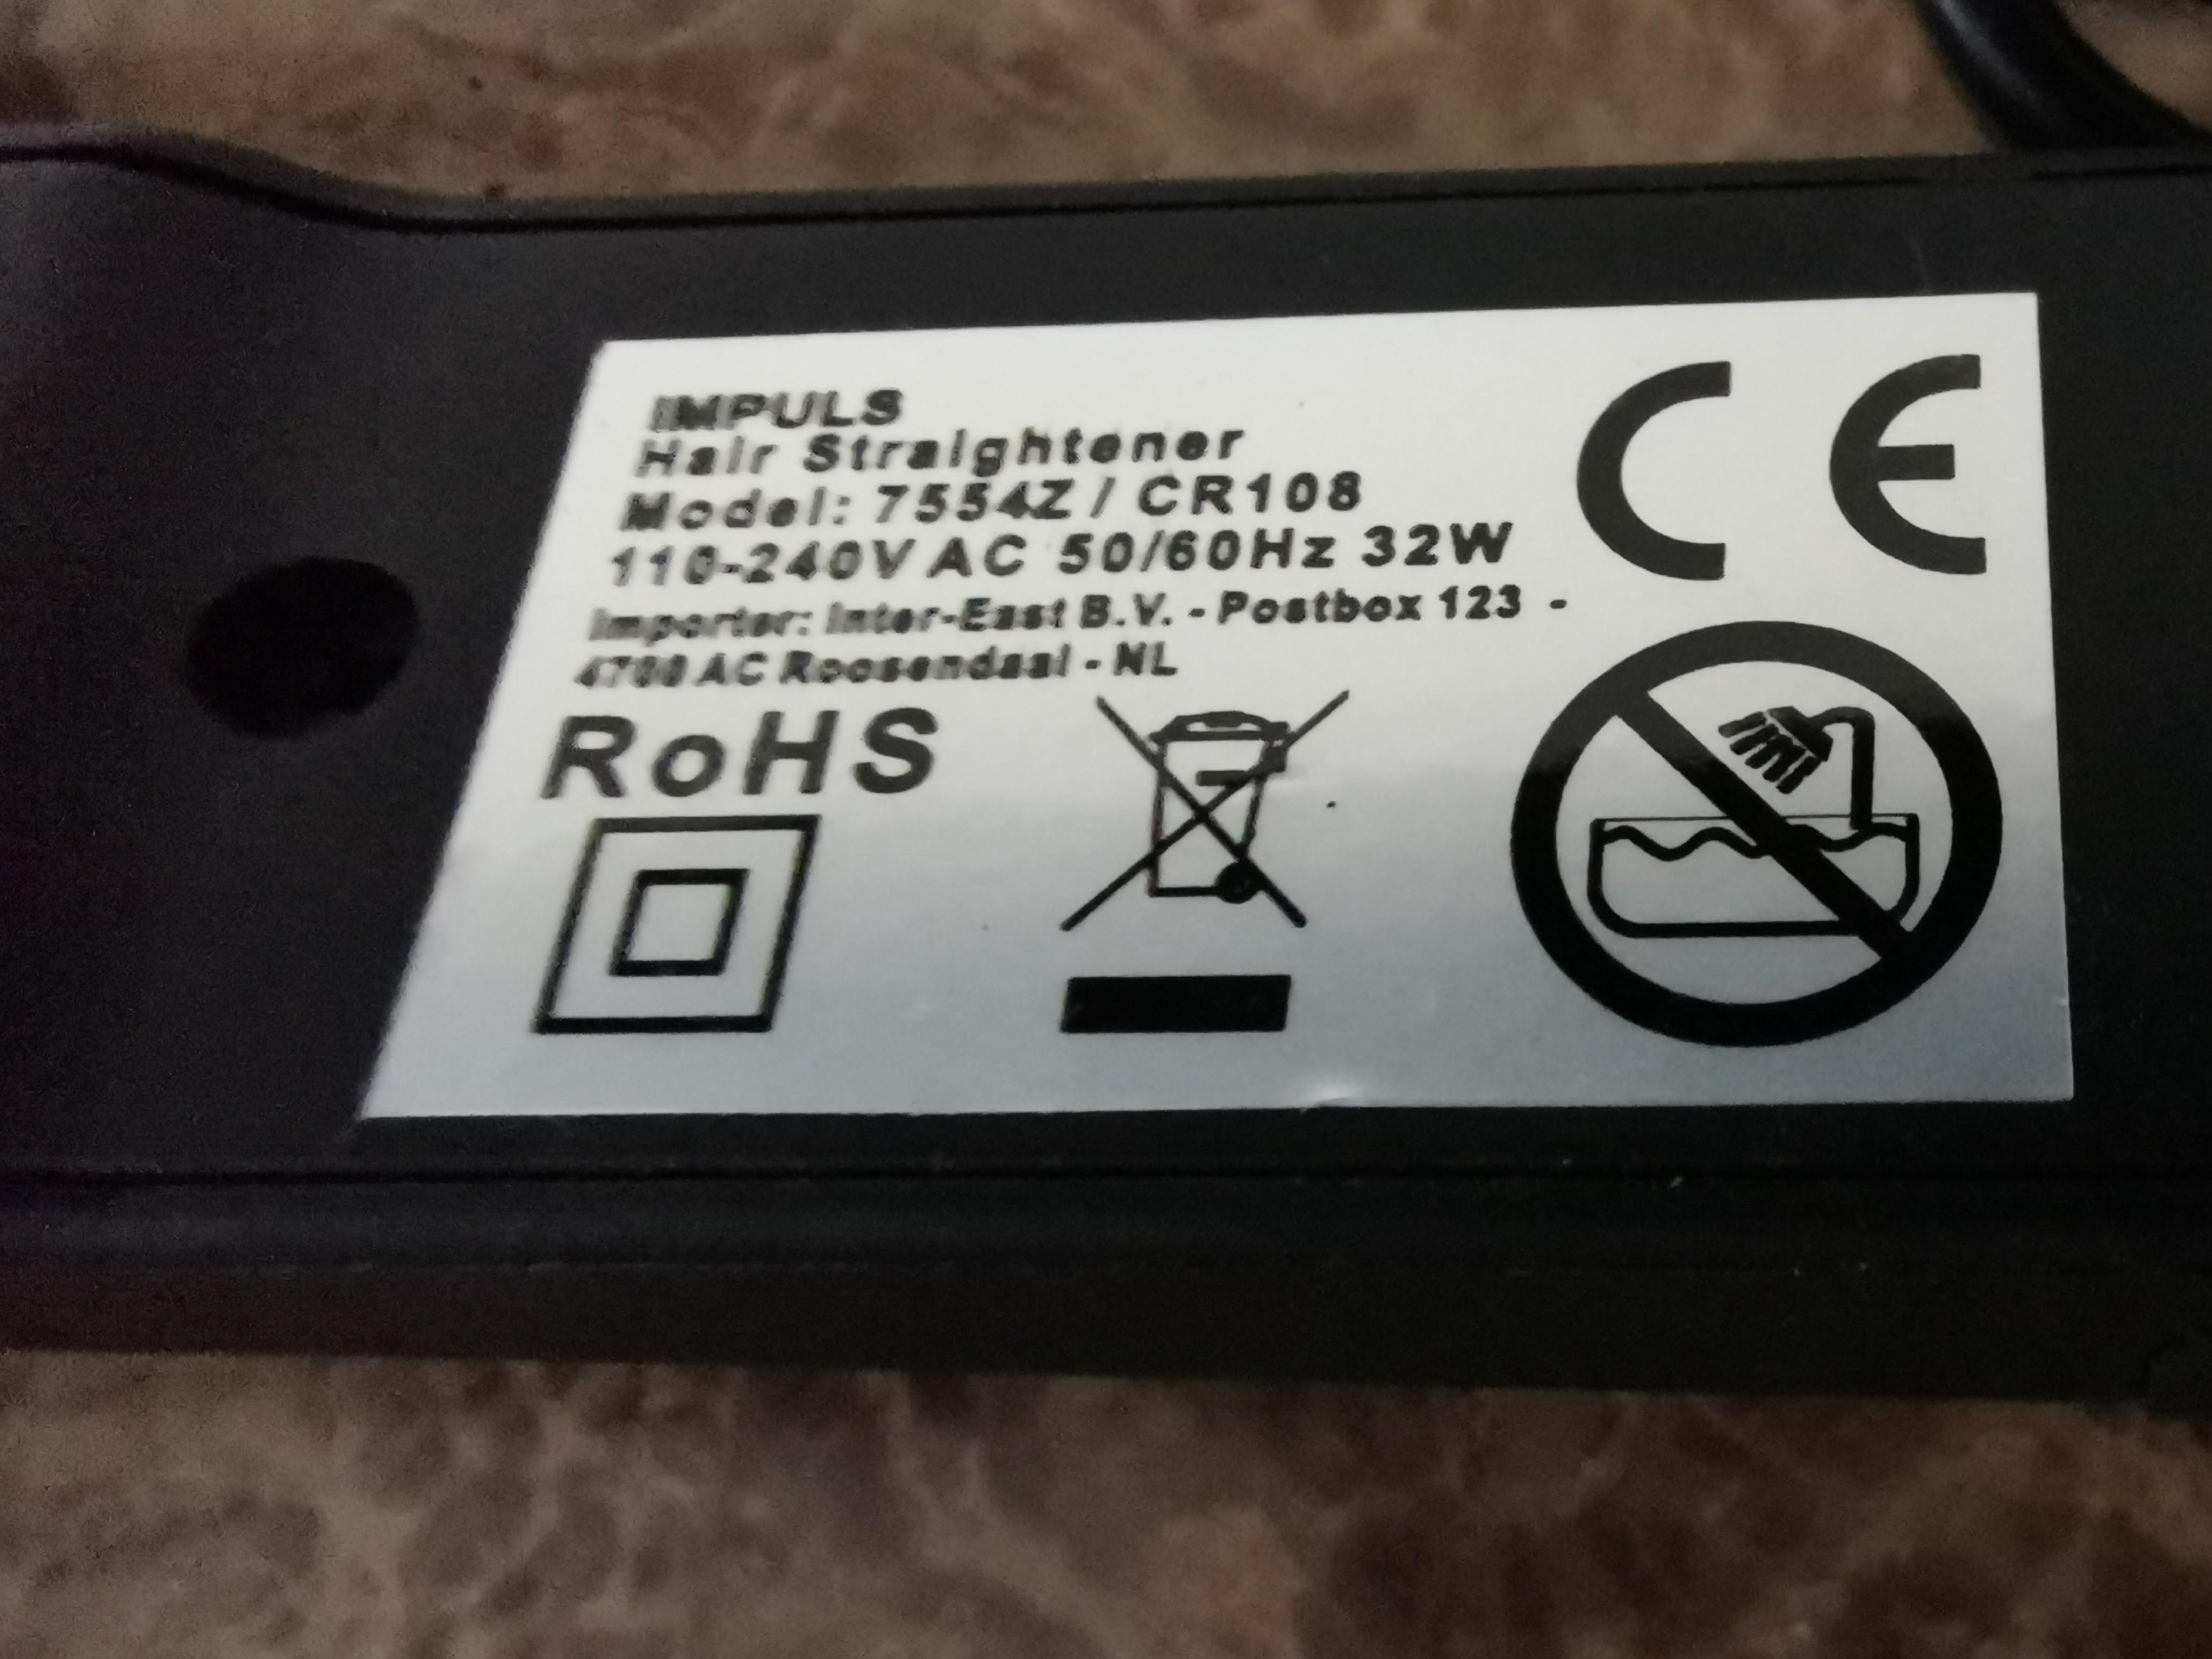 IMPULS
Hair Straightener
Model: 7554Z / CR108
110-240V AC 50/60Hz 32W
Importer: Inter-East B.V. - Postbox 123 -
4700 AC Roosendaal - NL
RoHS
CE